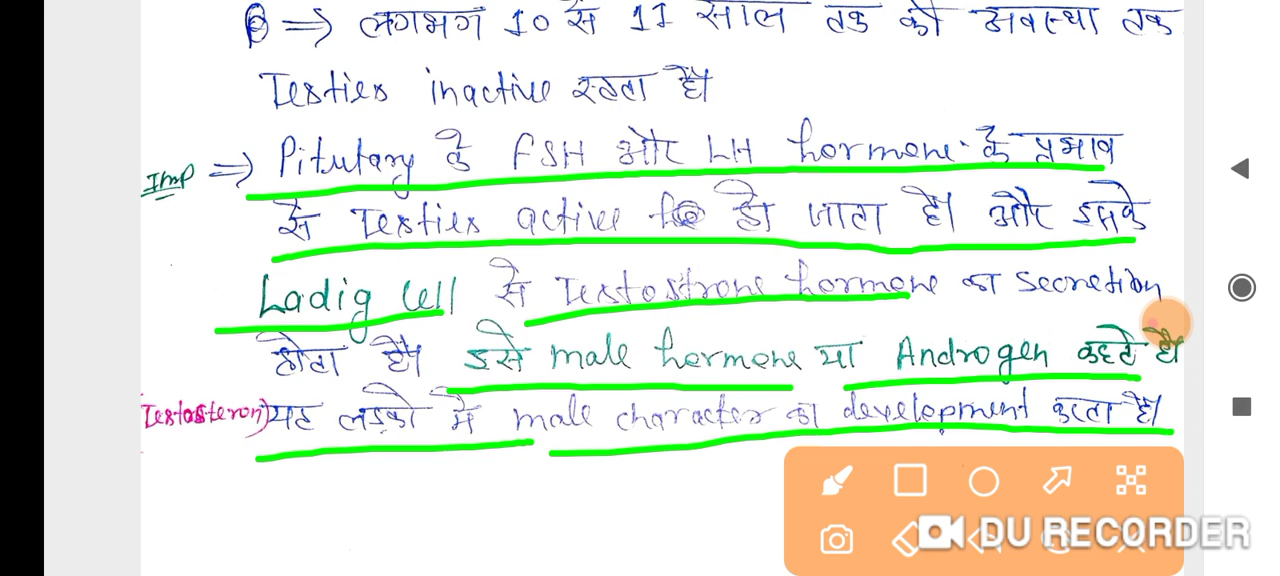 ⇒ लगभग 10 से 11 साल तक की अवस्था तक
Testies inactive रहता है।
Imp ⇒ Pitutary के FSH और LH hormone के प्रभाव
से Testies active हो जाता है। और इसके
Ladig Cell से Testostrone hormone का secretion
होता है। इसे male hormone या Androgen कहते है।
Testosteron) यह लड़को में male character का development करता है।
DU RECORDER